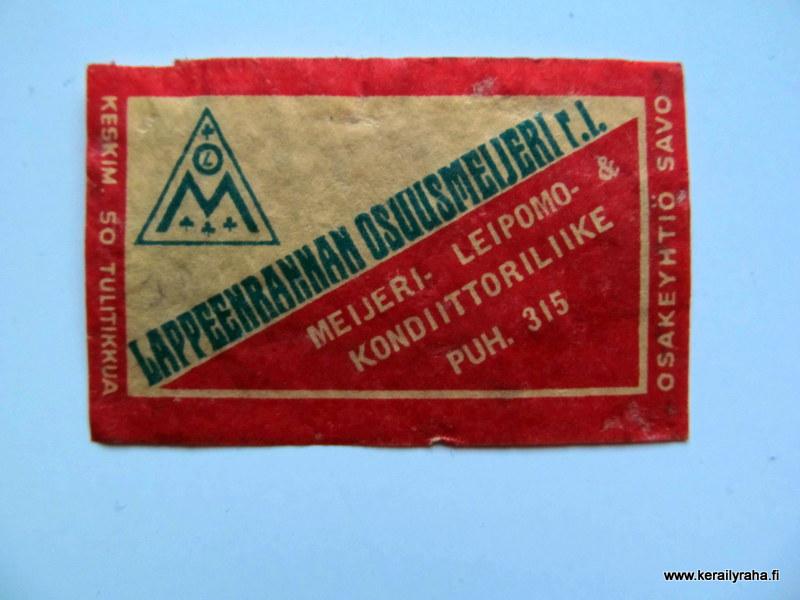 KESKIM. 50 TULITIKKUA
LAPPEENRANNAN OSUUSMEIJERI r.l.
MEIJERI- LEIPOMO- &
KONDIITTORILIIKE
PUH. 315
OSAKEYHTIÖ SAVO
L
M
www.kerailyraha.fi